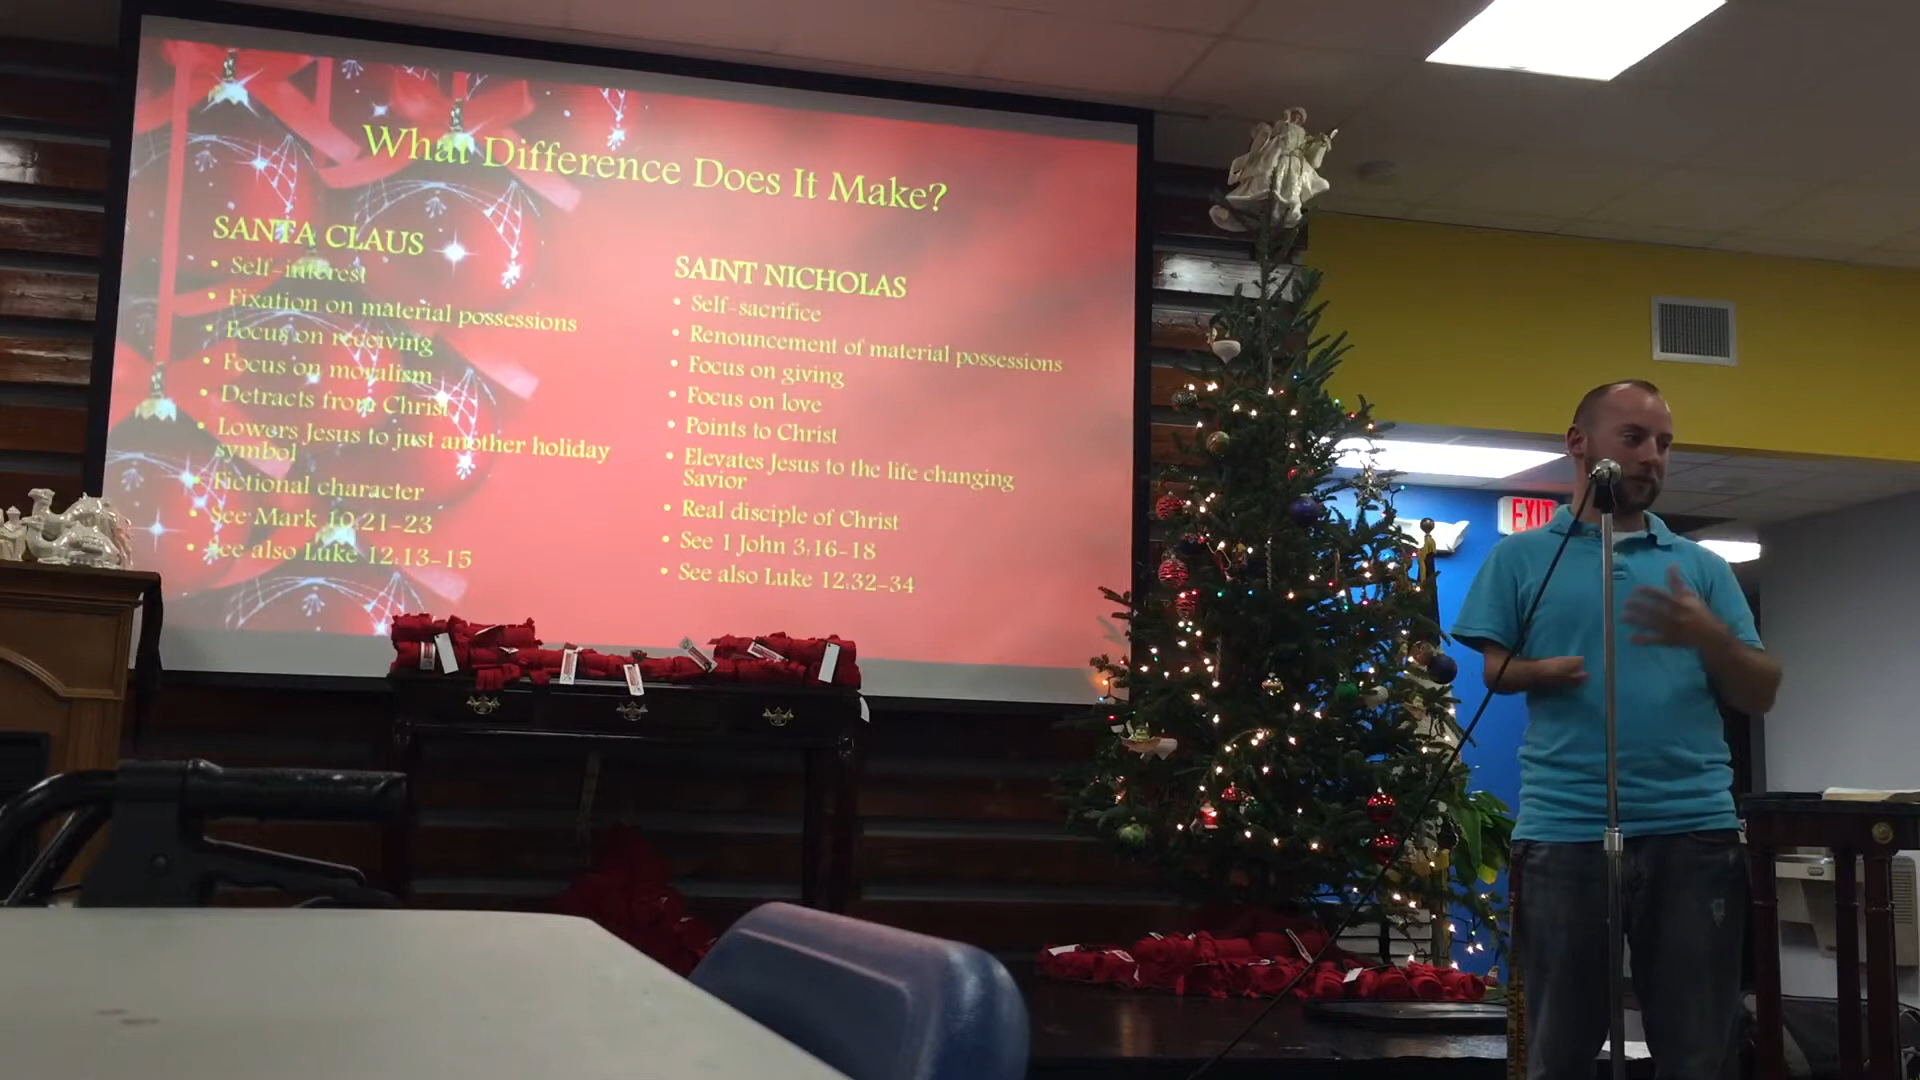 What Difference Does It Make?
SANTA CLAUS
• Self-interest
• Fixation on material possessions
• Focus on receiving
• Focus on moralism
• Detracts from Christ
• Lowers Jesus to just another holiday
symbol
• Fictional character
• See Mark 10:21-23
• See also Luke 12:13-15
SAINT NICHOLAS
• Self-sacrifice
• Renouncement of material possessions
• Focus on giving
• Focus on love
• Points to Christ
• Elevates Jesus to the life changing
Savior
• Real disciple of Christ
• See 1 John 3:16-18
• See also Luke 12:32-34
EXIT